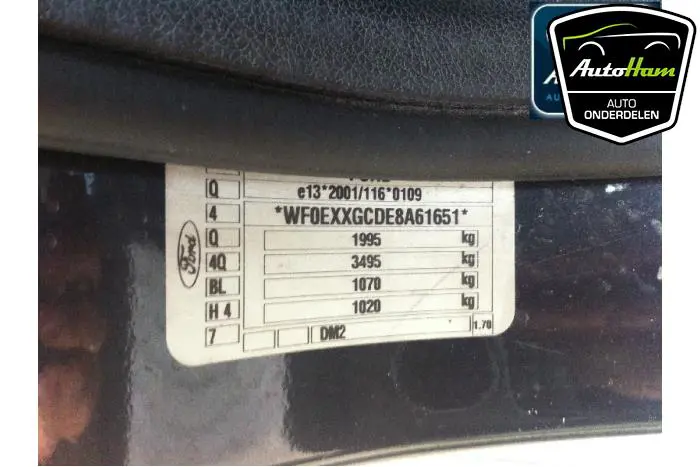 AutoHam
AUTO
ONDERDELEN
Q
e13*2001/116*0109
4
*WF0EXXGCDE8A61651*
Q
1995 kg
4Q
3495 kg
BL
1070 kg
H 4
1020 kg
7
DM2
1.70
Ford